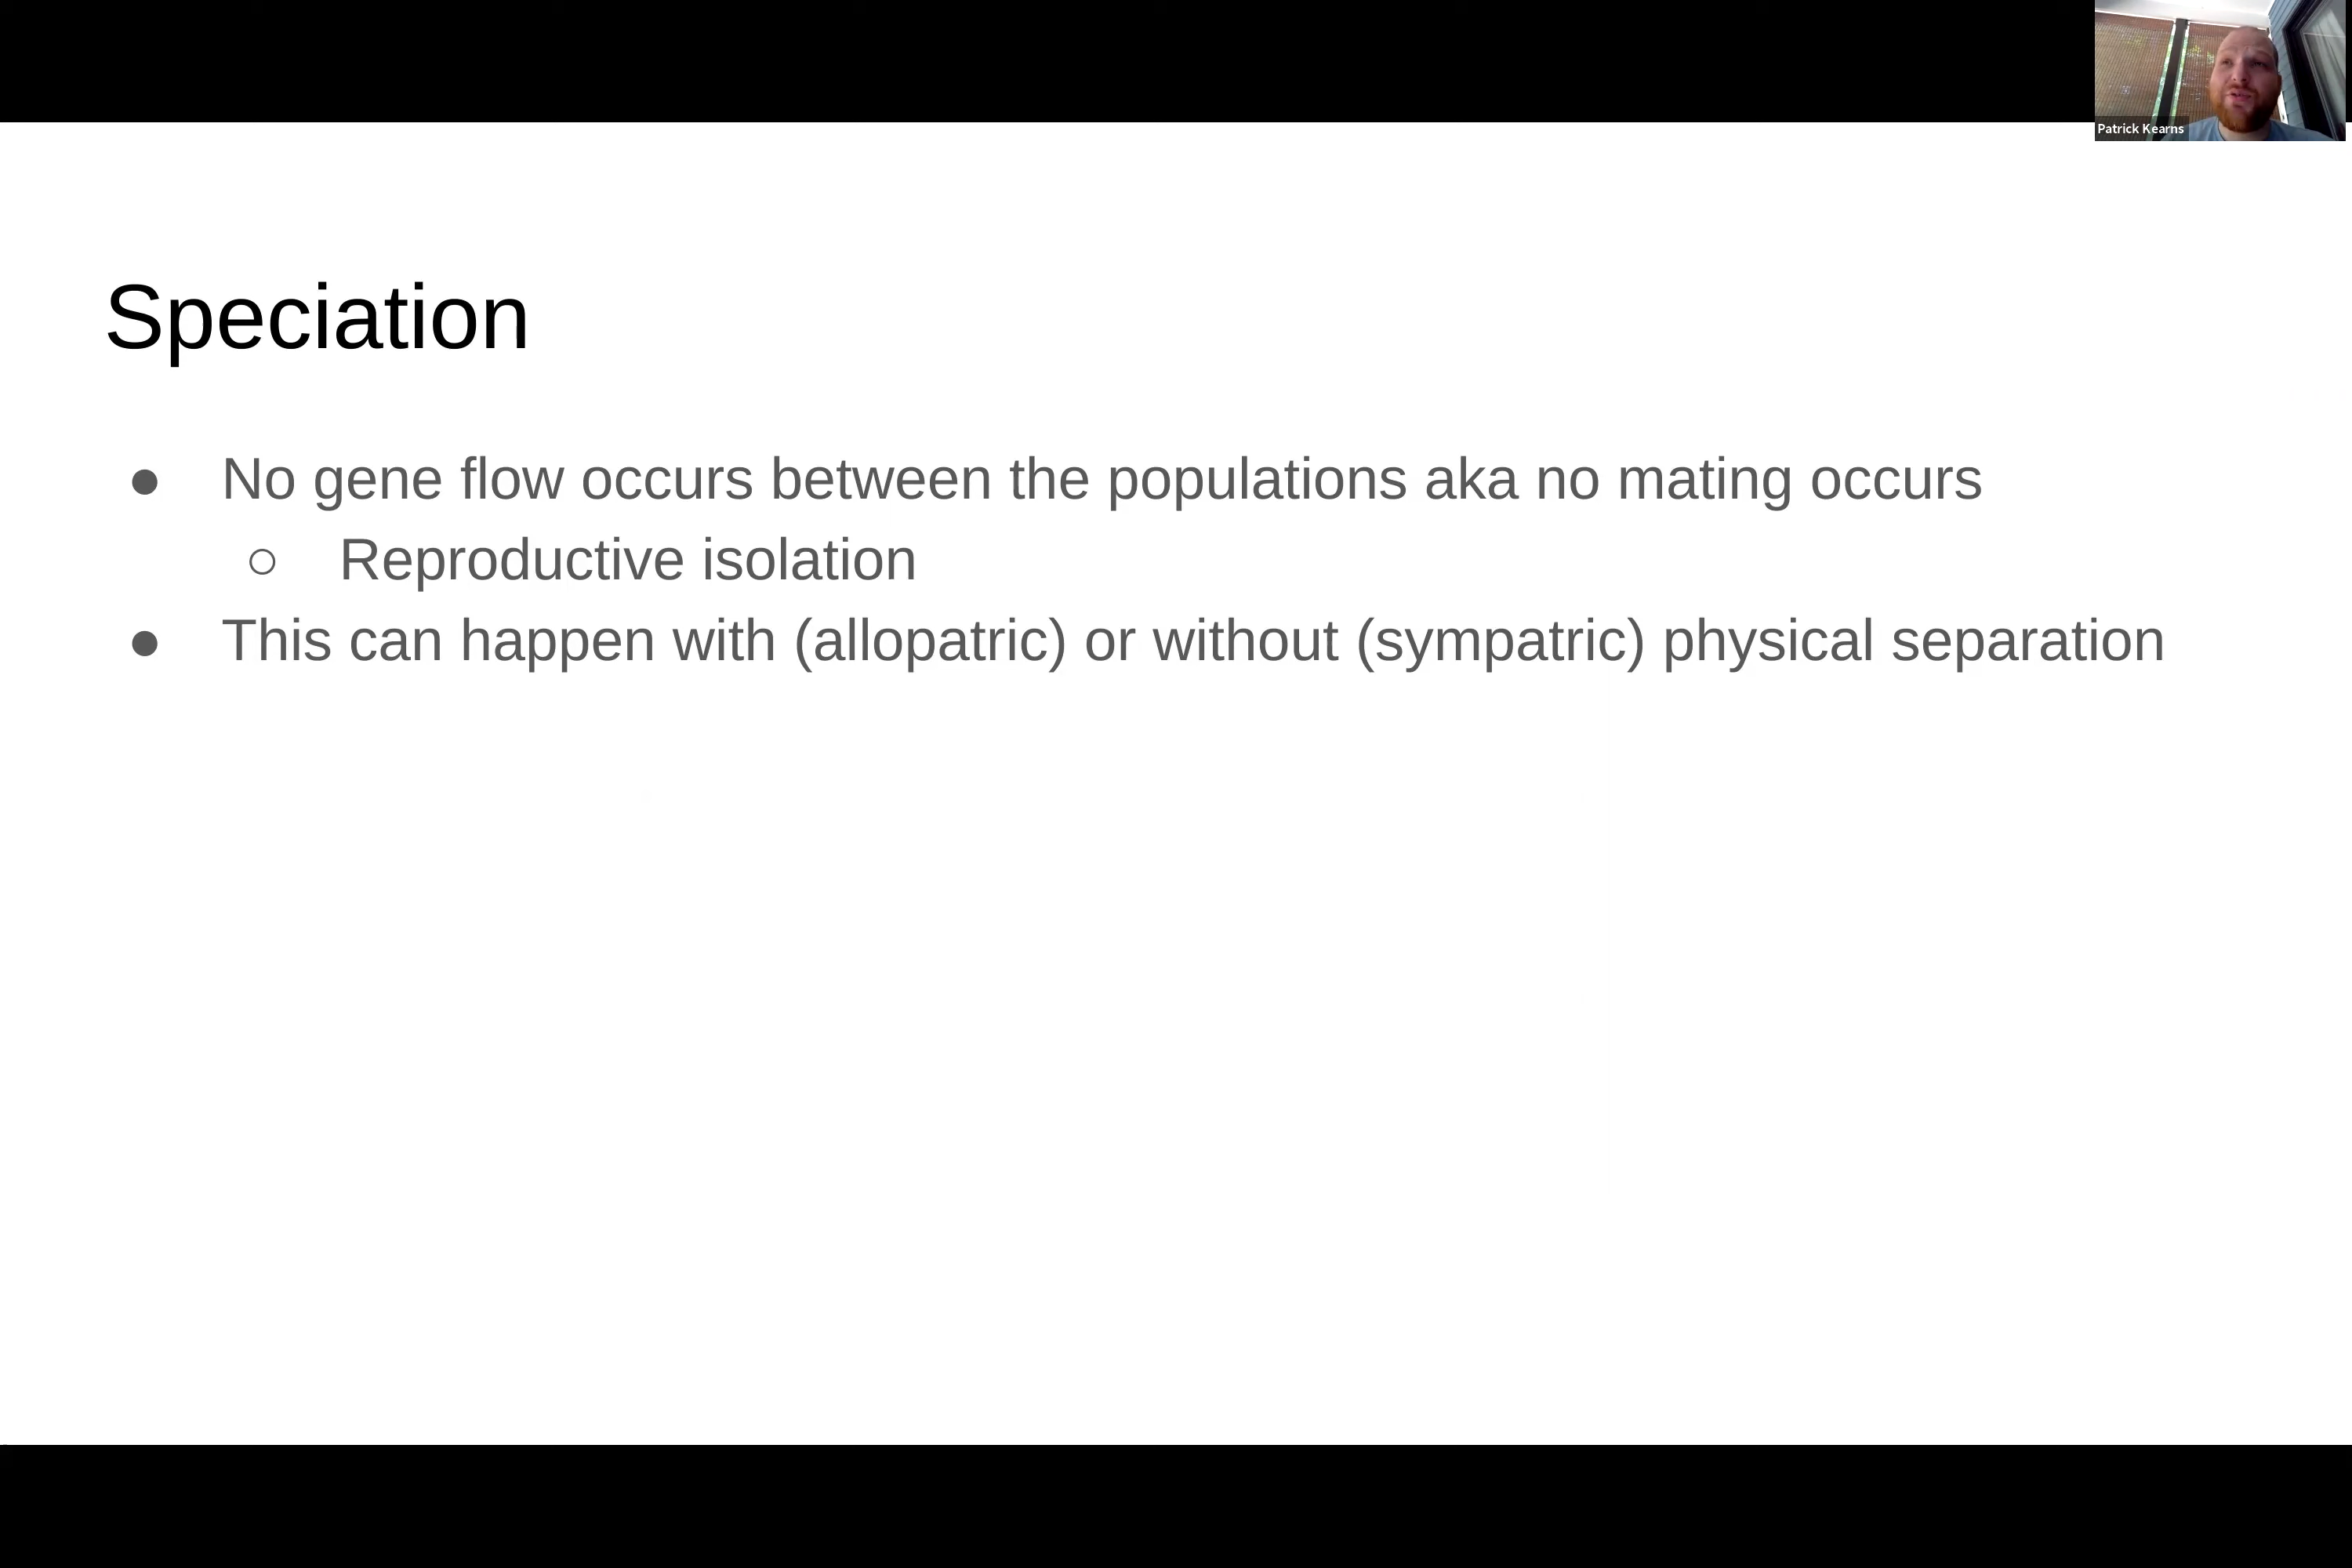 Patrick Kearns
Speciation
● No gene flow occurs between the populations aka no mating occurs
○ Reproductive isolation
● This can happen with (allopatric) or without (sympatric) physical separation